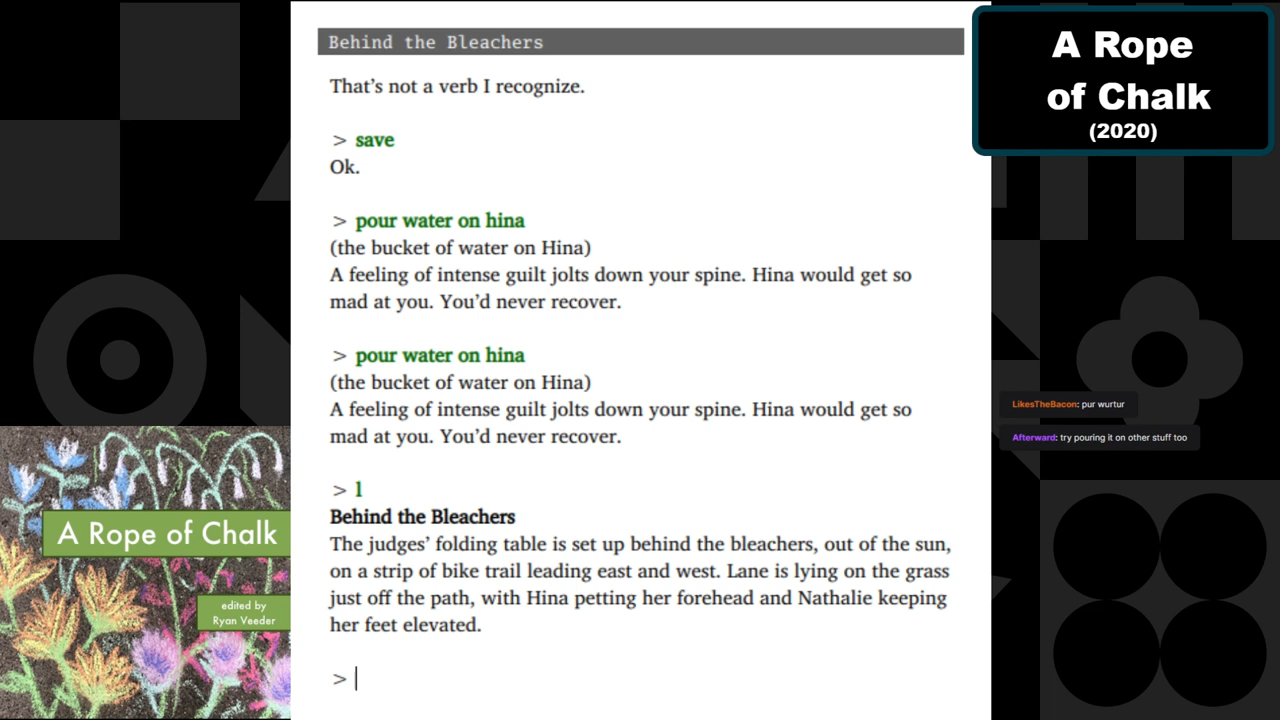 Behind the Bleachers
That’s not a verb I recognize.
> save
Ok.
> pour water on hina
(the bucket of water on Hina)
A feeling of intense guilt jolts down your spine. Hina would get so
mad at you. You’d never recover.
> pour water on hina
(the bucket of water on Hina)
A feeling of intense guilt jolts down your spine. Hina would get so
mad at you. You’d never recover.
> l
Behind the Bleachers
The judges’ folding table is set up behind the bleachers, out of the sun,
on a strip of bike trail leading east and west. Lane is lying on the grass
just off the path, with Hina petting her forehead and Nathalie keeping
her feet elevated.
>
A Rope
of Chalk
(2020)
LikesTheBacon: pur wurtur
Afterward: try pouring it on other stuff too
A Rope of Chalk
edited by
Ryan Veeder